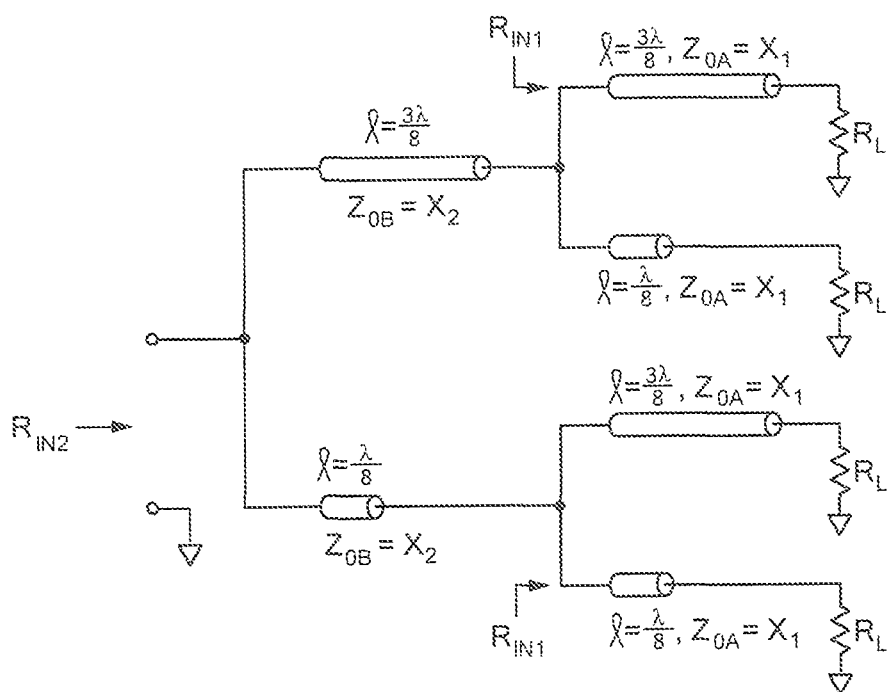 R_IN1
ℓ=3λ/8, Z_0A = X_1
R_L
ℓ=3λ/8
Z_0B = X_2
ℓ=λ/8, Z_0A = X_1
R_L
R_IN2
ℓ=3λ/8, Z_0A = X_1
R_L
ℓ=λ/8
Z_0B = X_2
R_IN1
ℓ=λ/8, Z_0A = X_1
R_L